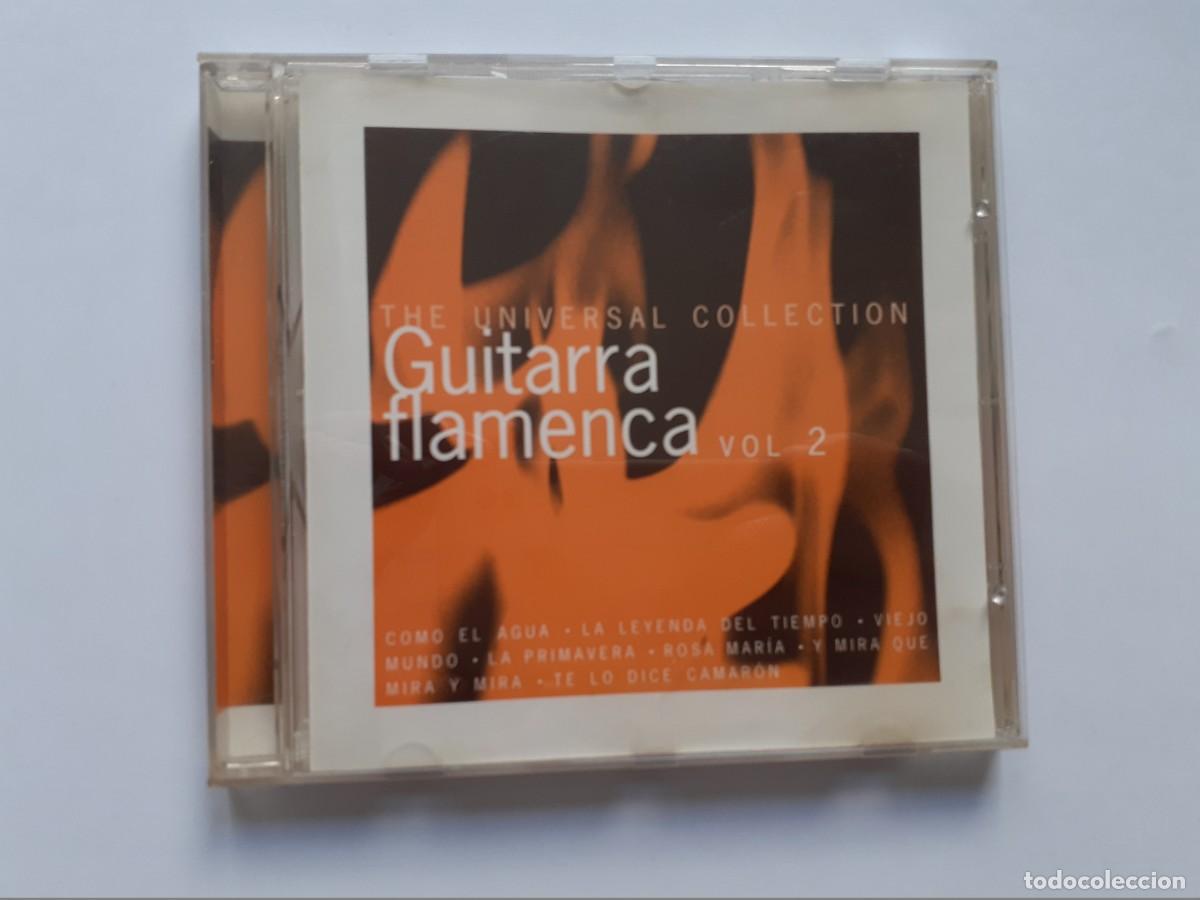 THE UNIVERSAL COLLECTION
Guitarra
flamenca VOL 2
COMO EL AGUA • LA LEYENDA DEL TIEMPO • VIEJO
MUNDO • LA PRIMAVERA • ROSA MARÍA • Y MIRA QUE
MIRA Y MIRA • TE LO DICE CAMARÓN
todocoleccion